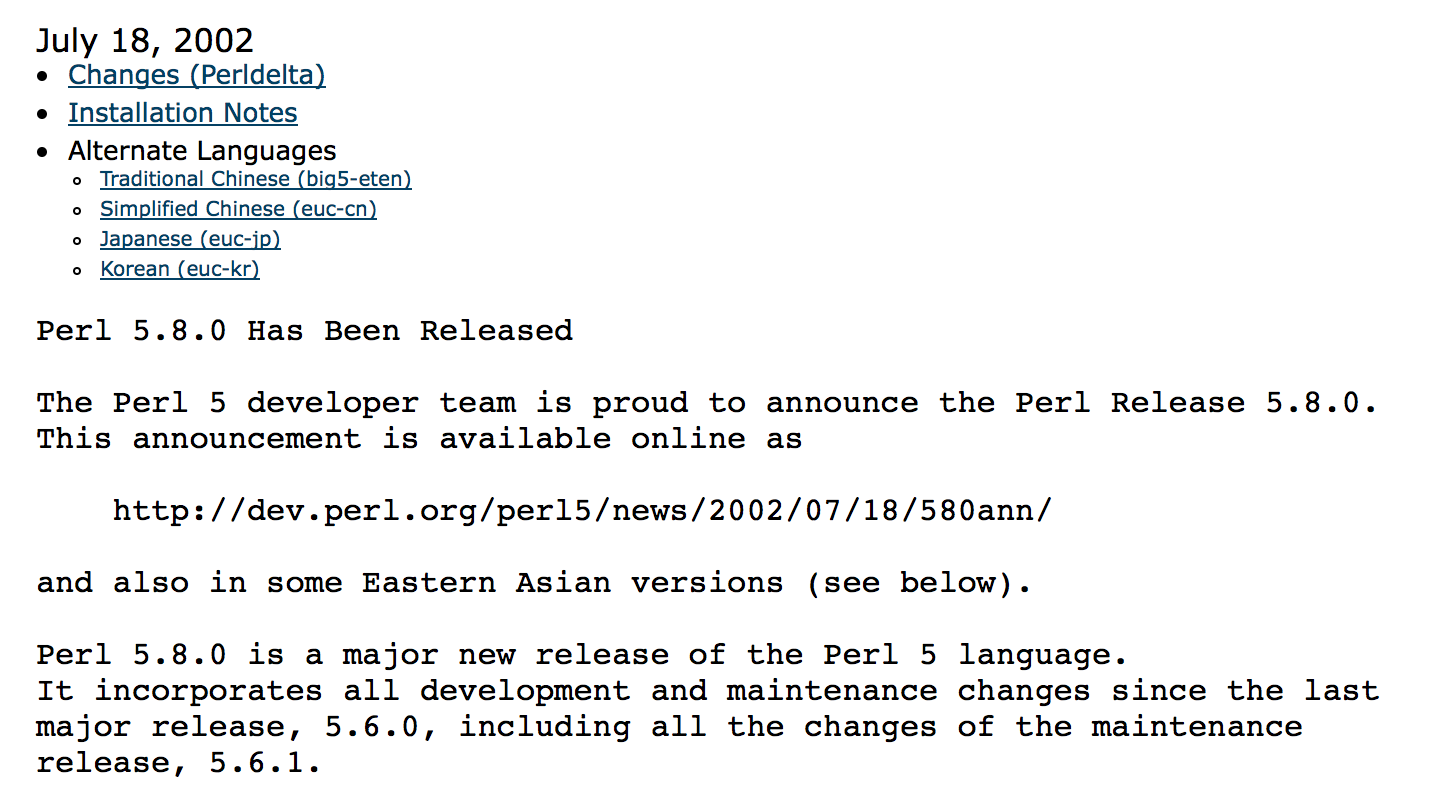 July 18, 2002
Changes (Perldelta)
Installation Notes
Alternate Languages
Traditional Chinese (big5-eten)
Simplified Chinese (euc-cn)
Japanese (euc-jp)
Korean (euc-kr)
Perl 5.8.0 Has Been Released
The Perl 5 developer team is proud to announce the Perl Release 5.8.0.
This announcement is available online as
http://dev.perl.org/perl5/news/2002/07/18/580ann/
and also in some Eastern Asian versions (see below).
Perl 5.8.0 is a major new release of the Perl 5 language.
It incorporates all development and maintenance changes since the last
major release, 5.6.0, including all the changes of the maintenance
release, 5.6.1.